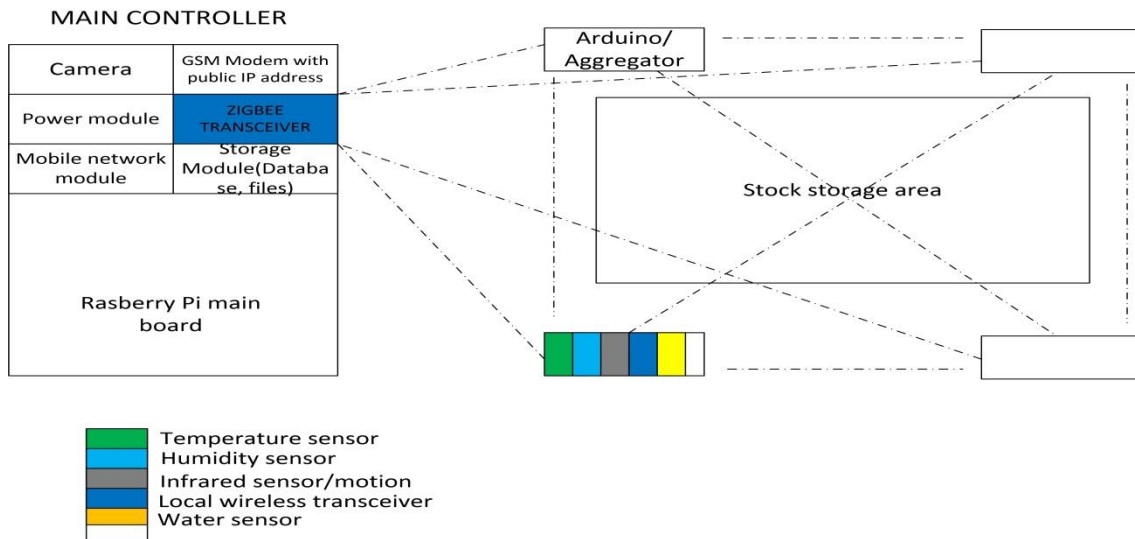 MAIN CONTROLLER
Camera
GSM Modem with
public IP address
Power module
ZIGBEE
TRANSCEIVER
Mobile network
module
Storage
Module(Databa
se, files)
Rasberry Pi main
board
Arduino/
Aggregator
Stock storage area
Temperature sensor
Humidity sensor
Infrared sensor/motion
Local wireless transceiver
Water sensor